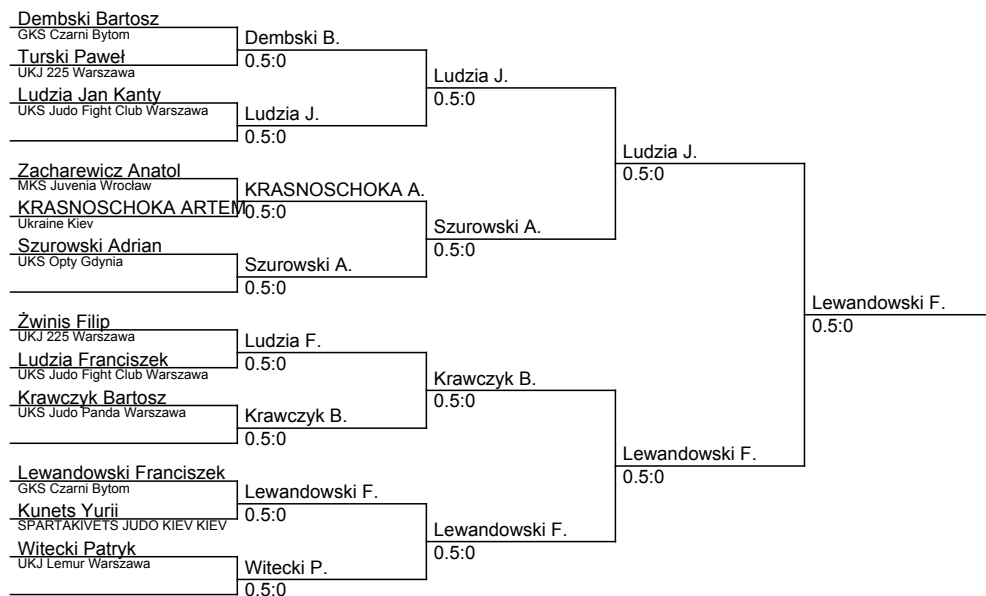 Dembski Bartosz
GKS Czarni Bytom
Turski Paweł
UKJ 225 Warszawa
Ludzia Jan Kanty
UKS Judo Fight Club Warszawa
Zacharewicz Anatol
MKS Juvenia Wrocław
KRASNOSCHOKA ARTEM
Ukraine Kiev
Szurowski Adrian
UKS Opty Gdynia
Żwinis Filip
UKJ 225 Warszawa
Ludzia Franciszek
UKS Judo Fight Club Warszawa
Krawczyk Bartosz
UKS Judo Panda Warszawa
Lewandowski Franciszek
GKS Czarni Bytom
Kunets Yurii
SPARTAKIVETS JUDO KIEV KIEV
Witecki Patryk
UKJ Lemur Warszawa
Dembski B.
0.5:0
Ludzia J.
0.5:0
KRASNOSCHOKA A.
0.5:0
Szurowski A.
0.5:0
Ludzia F.
0.5:0
Krawczyk B.
0.5:0
Lewandowski F.
0.5:0
Witecki P.
0.5:0
Ludzia J.
0.5:0
Szurowski A.
0.5:0
Krawczyk B.
0.5:0
Lewandowski F.
0.5:0
Ludzia J.
0.5:0
Lewandowski F.
0.5:0
Lewandowski F.
0.5:0